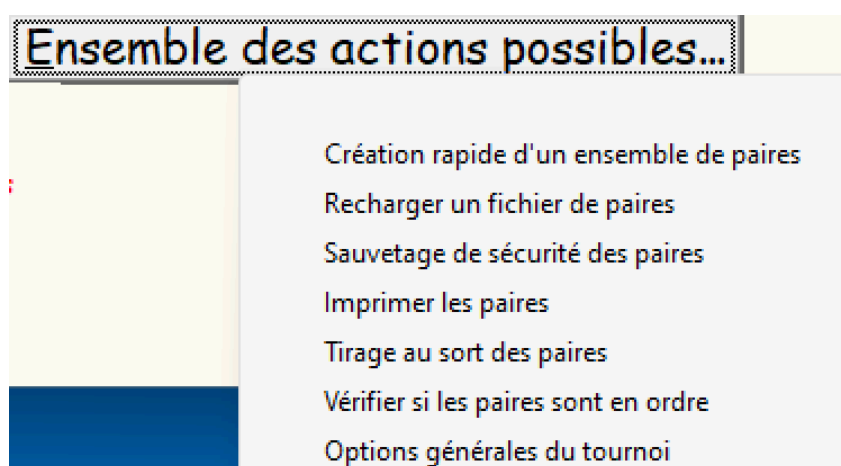 Ensemble des actions possibles...
Création rapide d'un ensemble de paires
Recharger un fichier de paires
Sauvetage de sécurité des paires
Imprimer les paires
Tirage au sort des paires
Vérifier si les paires sont en ordre
Options générales du tournoi